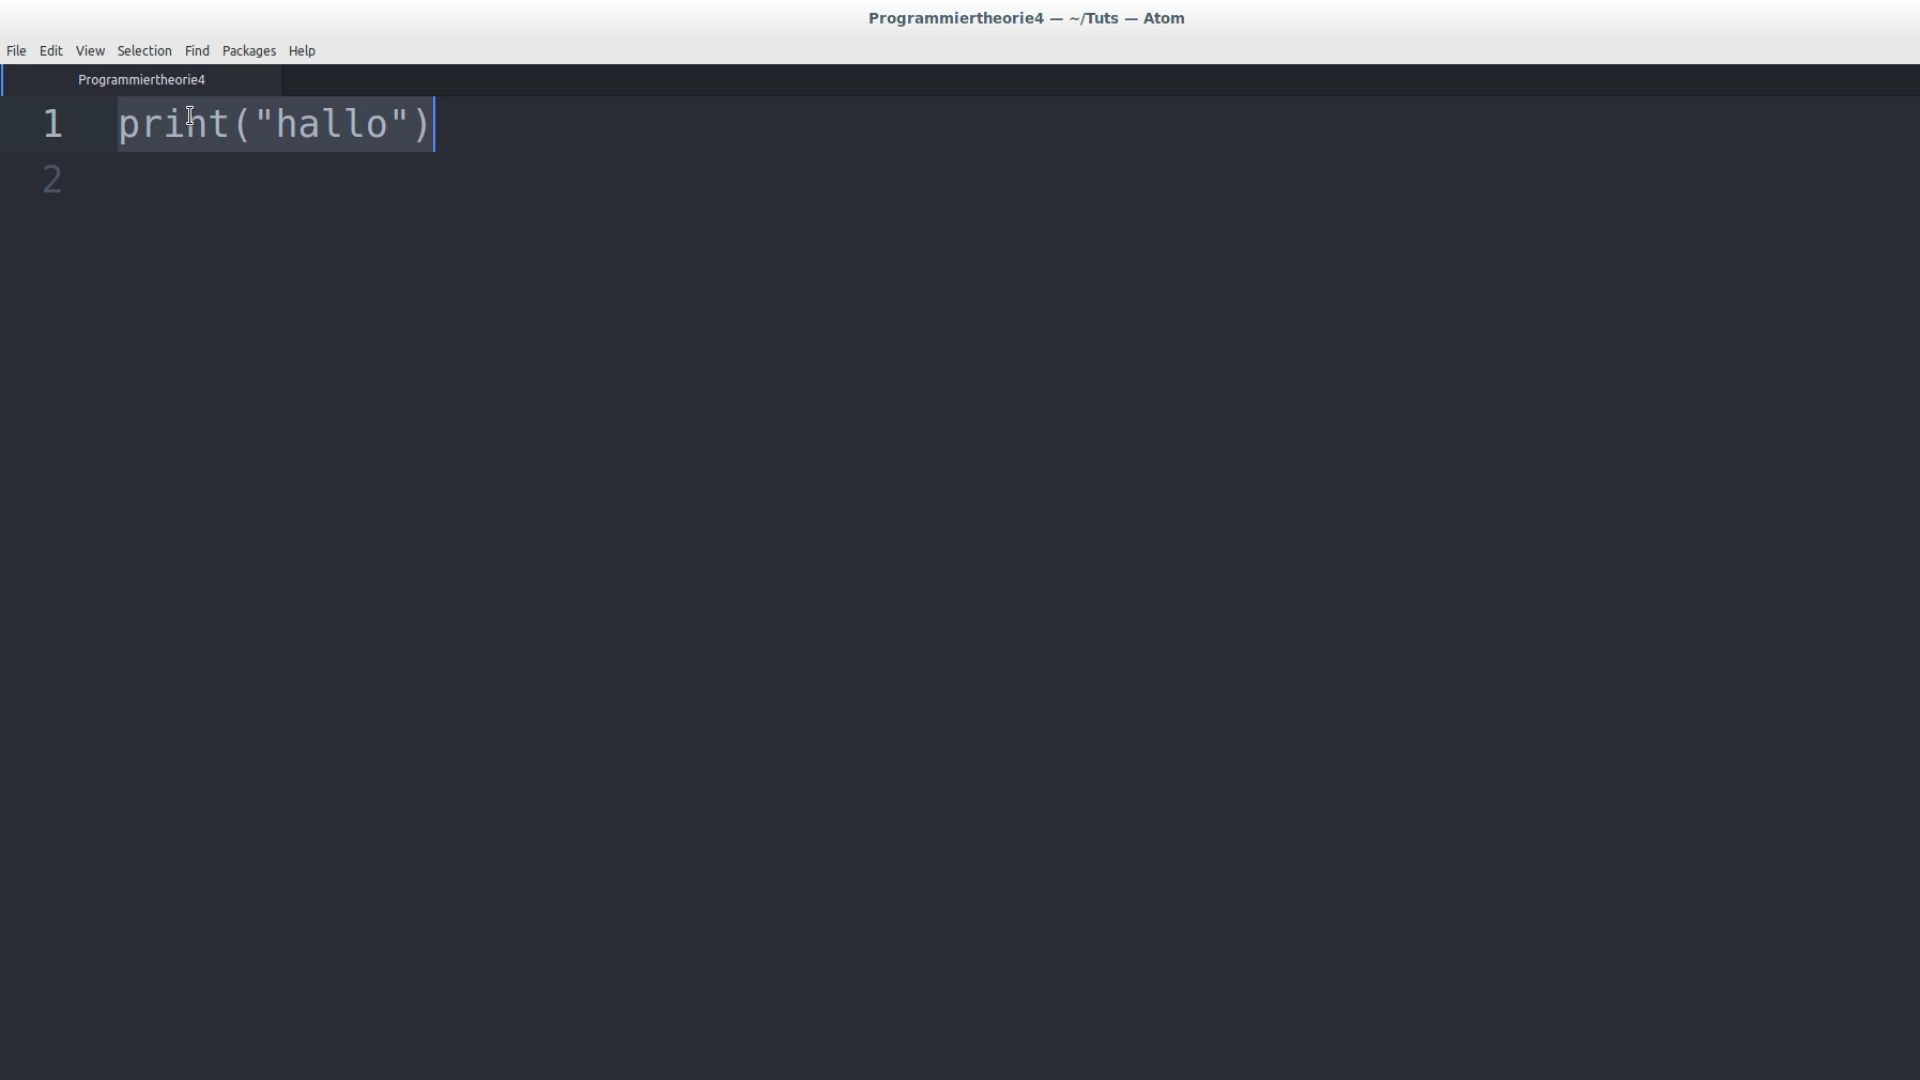 Programmiertheorie4 — ~/Tuts — Atom
File Edit View Selection Find Packages Help
Programmiertheorie4
1 print("hallo")
2